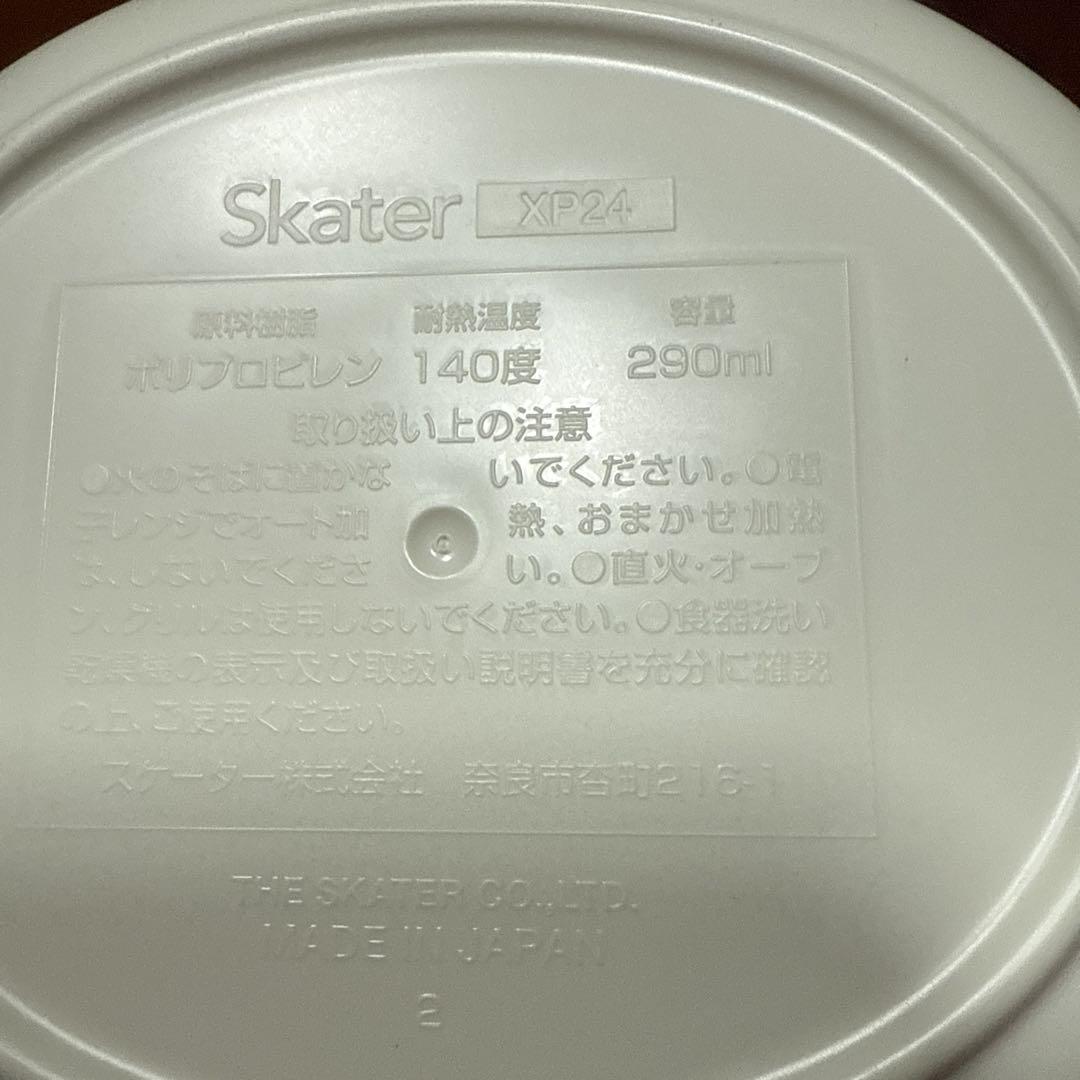 Skater XP24
原料樹脂 耐熱温度 容量
ポリプロピレン 140度 290ml
取り扱い上の注意
●火のそばに置かないでください。○電
子レンジでオート加熱、おまかせ加熱
は、しないでください。○直火・オーブ
ン、グリルは使用しないでください。○食器洗い
乾燥機の表示及び取扱い説明書を充分に確認
の上、ご使用ください。
スケーター株式会社 奈良市杏町216-1
THE SKATER CO.,LTD.
MADE IN JAPAN
2